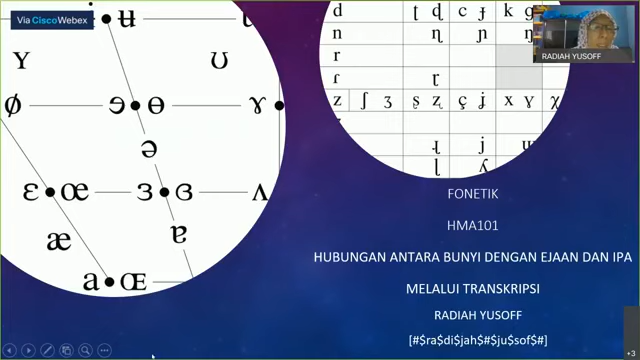 Via Cisco Webex
ʉ
Y ʊ
ø ɘ ɵ ɤ
ə
ɛ œ ɜ ɞ ʌ
æ ɐ
a ɶ
d ʈ ɖ c ɟ k ɡ
n ɳ ɲ ŋ
r
ɾ ɽ
z ʃ ʒ ʂ ʐ ç ʝ x ɣ χ
ɻ j ɰ
ɭ ʎ
RADIAH YUSOFF
FONETIK
HMA101
HUBUNGAN ANTARA BUNYI DENGAN EJAAN DAN IPA
MELALUI TRANSKRIPSI
RADIAH YUSOFF
[#$ra$di$jah$#$ju$sof$#]
+3